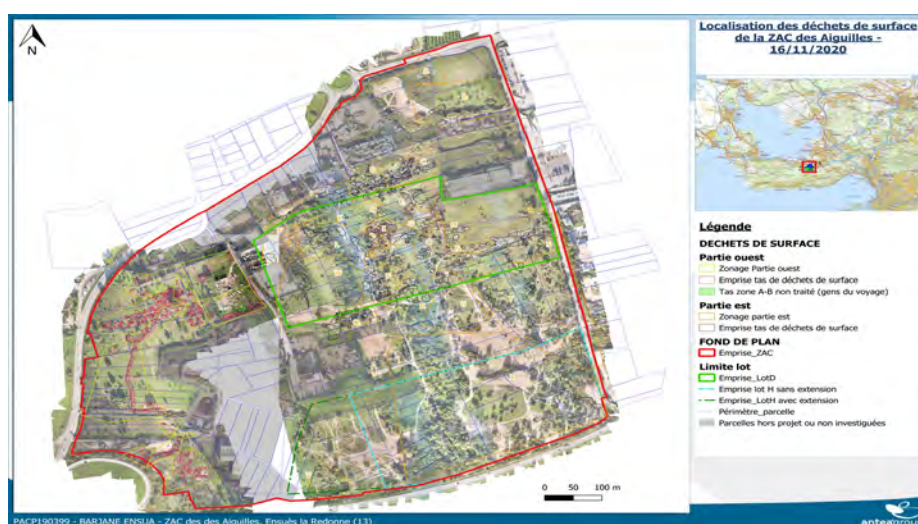 Localisation des déchets de surface
de la ZAC des Aiguilles -
16/11/2020
N
Légende
DECHETS DE SURFACE
Partie ouest
Zonage Partie ouest
Emprise tas de déchets de surface
Tas zone A-B non traité (gens du voyage)
Partie est
Zonage partie est
Emprise tas de déchets de surface
FOND DE PLAN
Emprise_ZAC
Limite lot
Emprise_LotD
Emprise lot H sans extension
Emprise_LotH avec extension
Périmètre_parcelle
Parcelles hors projet ou non investiguées
0 50 100 m
PACP190399 - BARJANE ENSUA - ZAC des des Aiguilles, Ensuès la Redonne (13)